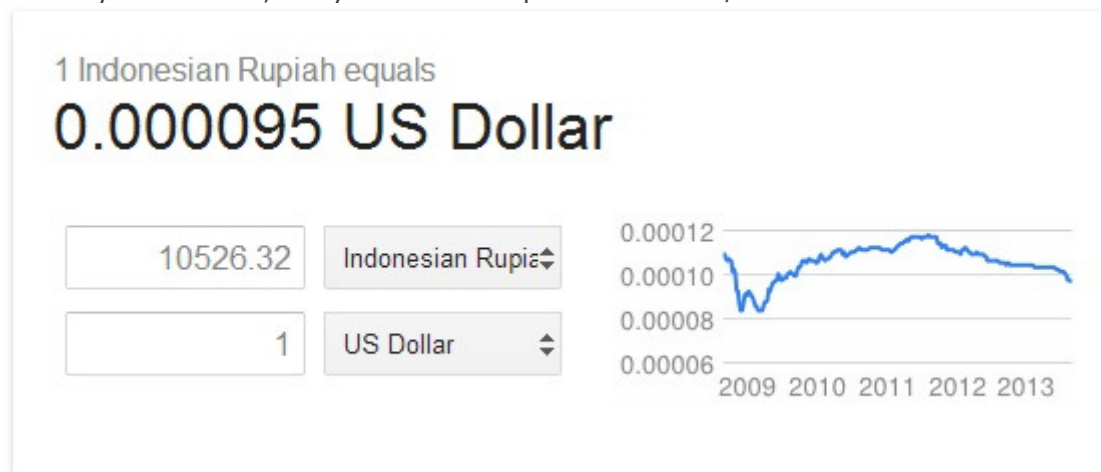 1 Indonesian Rupiah equals
0.000095 US Dollar
10526.32 Indonesian Rupia
1 US Dollar
0.00012
0.00010
0.00008
0.00006
2009 2010 2011 2012 2013